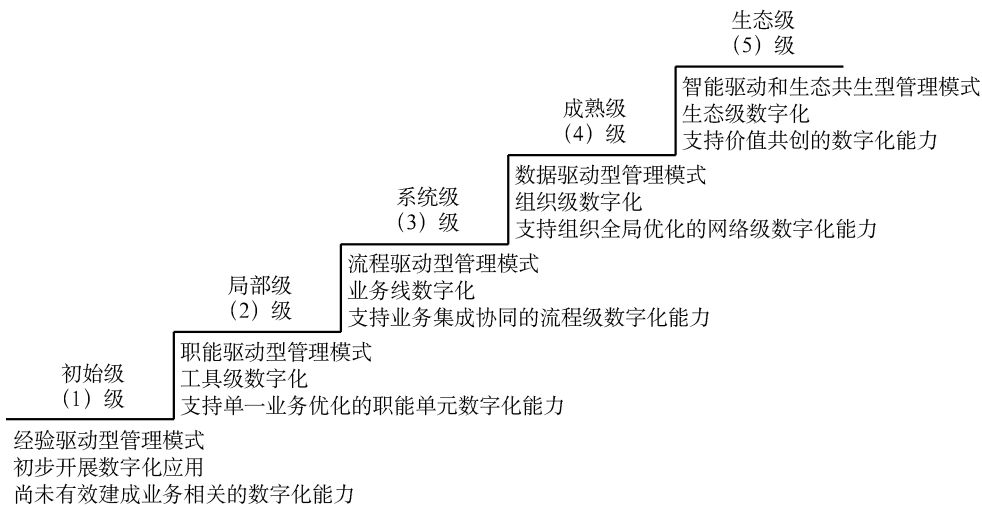 生态级
（5）级
智能驱动和生态共生型管理模式
生态级数字化
支持价值共创的数字化能力
成熟级
（4）级
数据驱动型管理模式
组织级数字化
支持组织全局优化的网络级数字化能力
系统级
（3）级
流程驱动型管理模式
业务线数字化
支持业务集成协同的流程级数字化能力
局部级
（2）级
职能驱动型管理模式
工具级数字化
支持单一业务优化的职能单元数字化能力
初始级
（1）级
经验驱动型管理模式
初步开展数字化应用
尚未有效建成业务相关的数字化能力